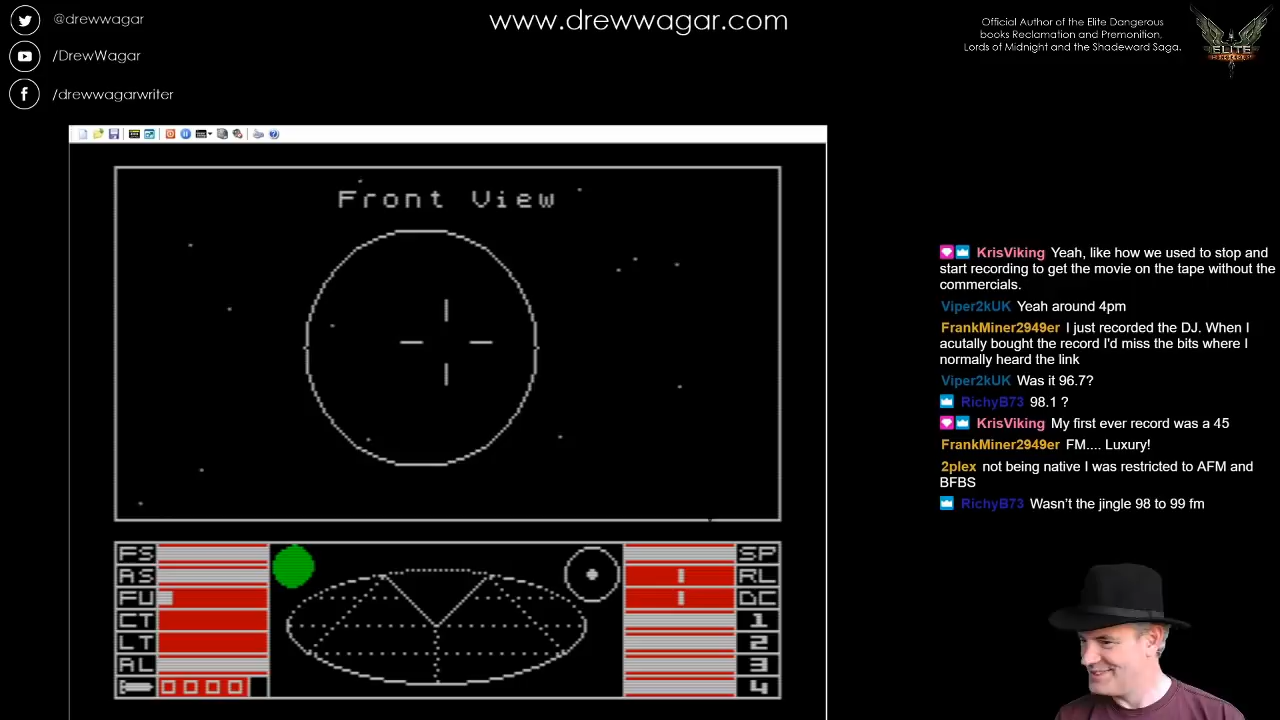 @drewwagar
/DrewWagar
/drewwagarwriter
www.drewwagar.com
Official Author of the Elite Dangerous
books Reclamation and Premonition,
Lords of Midnight and the Shadeward Saga.
ELITE
DANGEROUS
Front View
KrisViking Yeah, like how we used to stop and
start recording to get the movie on the tape without the
commercials.
Viper2kUK Yeah around 4pm
FrankMiner2949er I just recorded the DJ. When I
acutally bought the record I'd miss the bits where I
normally heard the link
Viper2kUK Was it 96.7?
RichyB73 98.1 ?
KrisViking My first ever record was a 45
FrankMiner2949er FM.... Luxury!
2plex not being native I was restricted to AFM and
BFBS
RichyB73 Wasn't the jingle 98 to 99 fm
FS
AS
FU
CT
LT
AL
SP
RL
DC
1
2
3
4